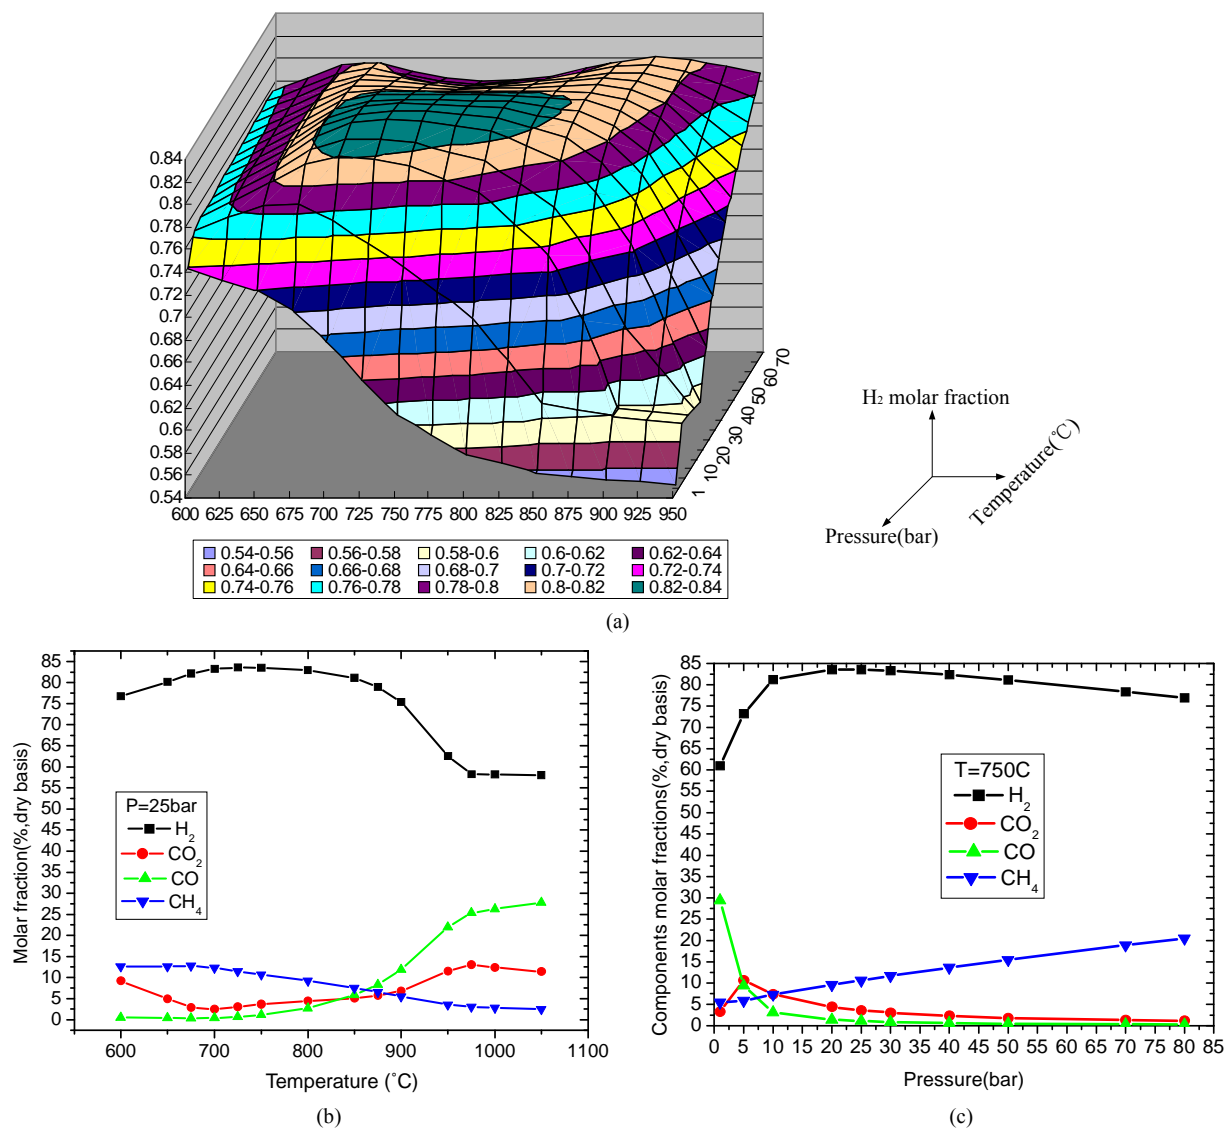 0.84
0.82
0.8
0.78
0.76
0.74
0.72
0.7
0.68
0.66
0.64
0.62
0.6
0.58
0.56
0.54
600 625 650 675 700 725 750 775 800 825 850 875 900 925 950
1 10 20 30 40 50 60 70
H2 molar fraction
Temperature(℃)
Pressure(bar)
0.54-0.56 0.56-0.58 0.58-0.6 0.6-0.62 0.62-0.64
0.64-0.66 0.66-0.68 0.68-0.7 0.7-0.72 0.72-0.74
0.74-0.76 0.76-0.78 0.78-0.8 0.8-0.82 0.82-0.84
(a)
Molar fraction(%,dry basis)
85
80
75
70
65
60
55
50
45
40
35
30
25
20
15
10
5
0
P=25bar
H2
CO2
CO
CH4
600 700 800 900 1000 1100
Temperature (°C)
(b)
Components molar fractions(%,dry basis)
85
80
75
70
65
60
55
50
45
40
35
30
25
20
15
10
5
0
T=750C
H2
CO2
CO
CH4
0 5 10 15 20 25 30 35 40 45 50 55 60 65 70 75 80 85
Pressure(bar)
(c)